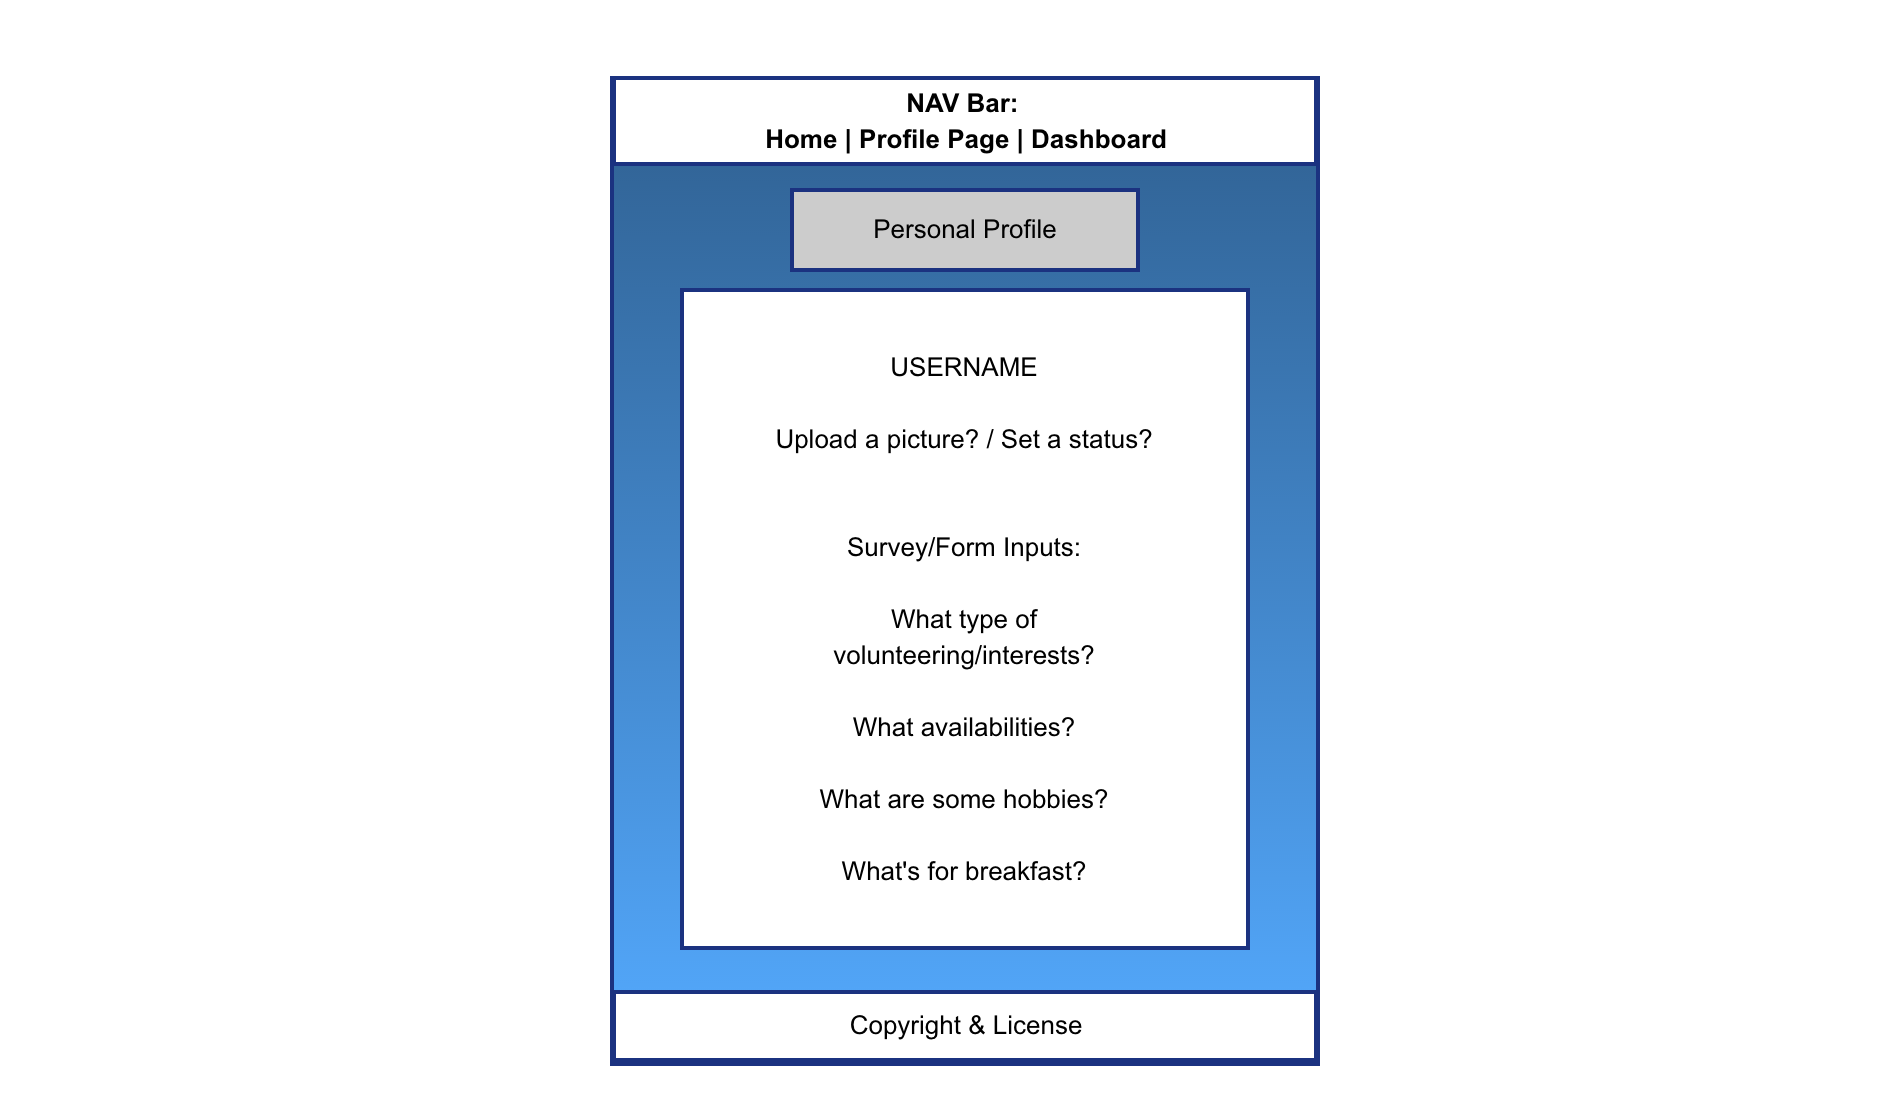 NAV Bar:
Home | Profile Page | Dashboard
Personal Profile
USERNAME
Upload a picture? / Set a status?
Survey/Form Inputs:
What type of
volunteering/interests?
What availabilities?
What are some hobbies?
What's for breakfast?
Copyright & License